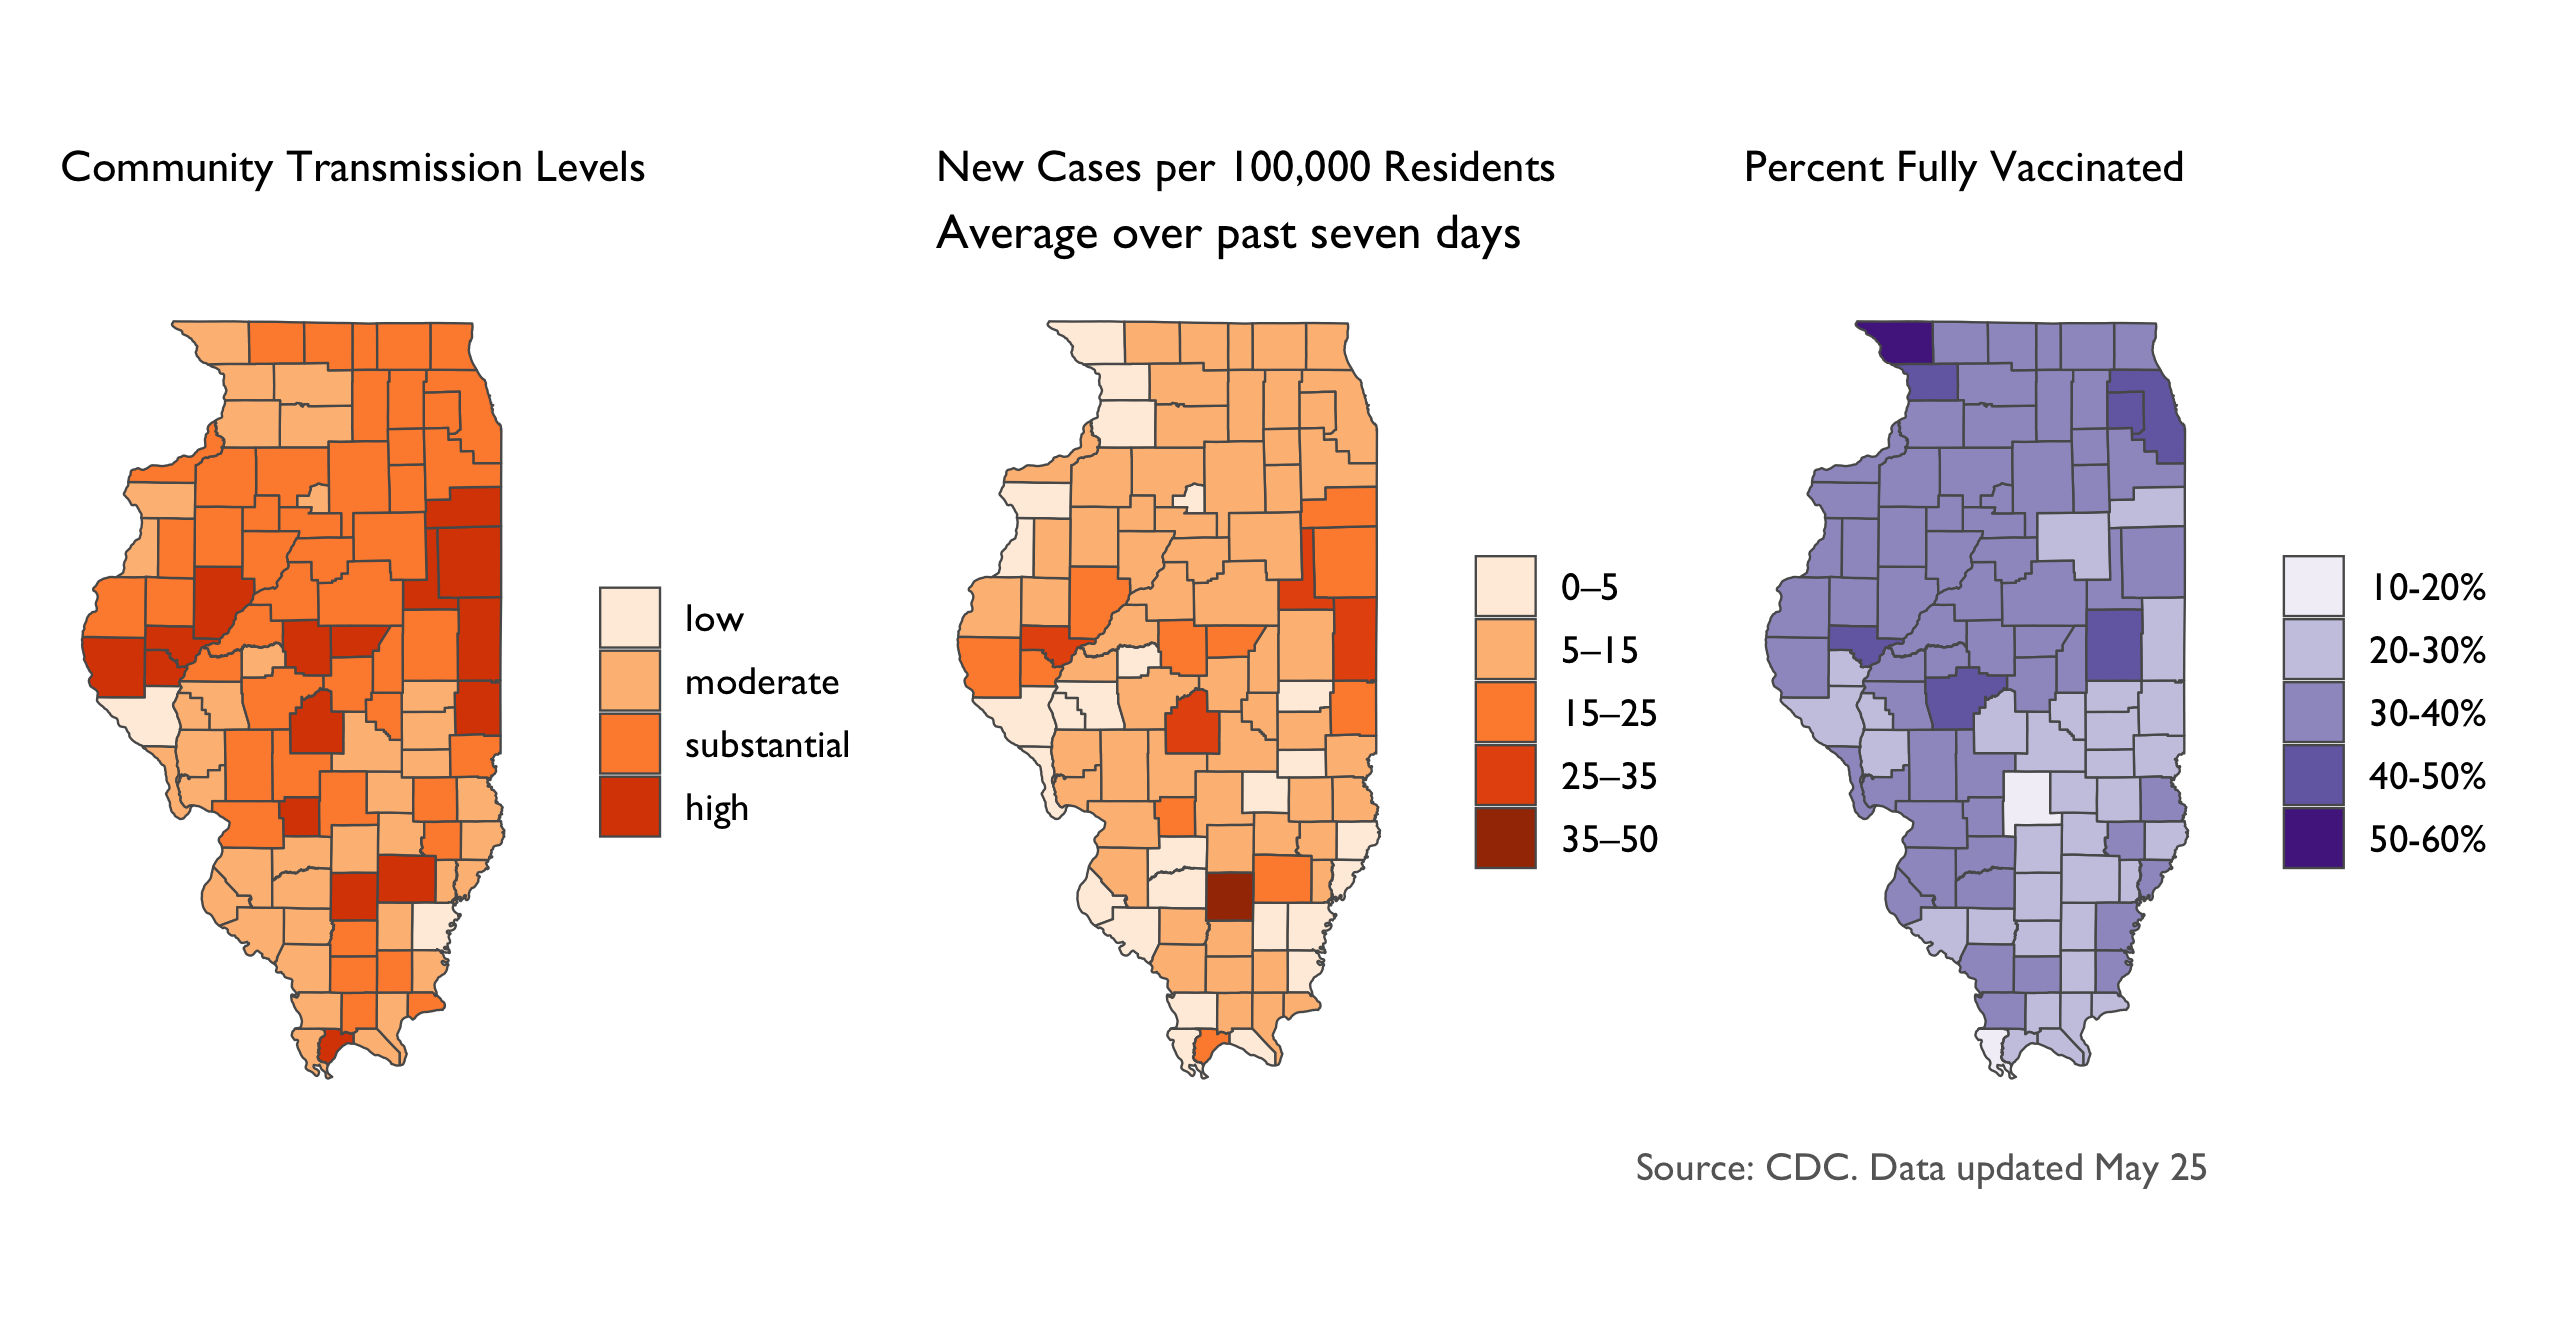 Community Transmission Levels
New Cases per 100,000 Residents
Average over past seven days
Percent Fully Vaccinated
low
moderate
substantial
high
0–5
5–15
15–25
25–35
35–50
10-20%
20-30%
30-40%
40-50%
50-60%
Source: CDC. Data updated May 25